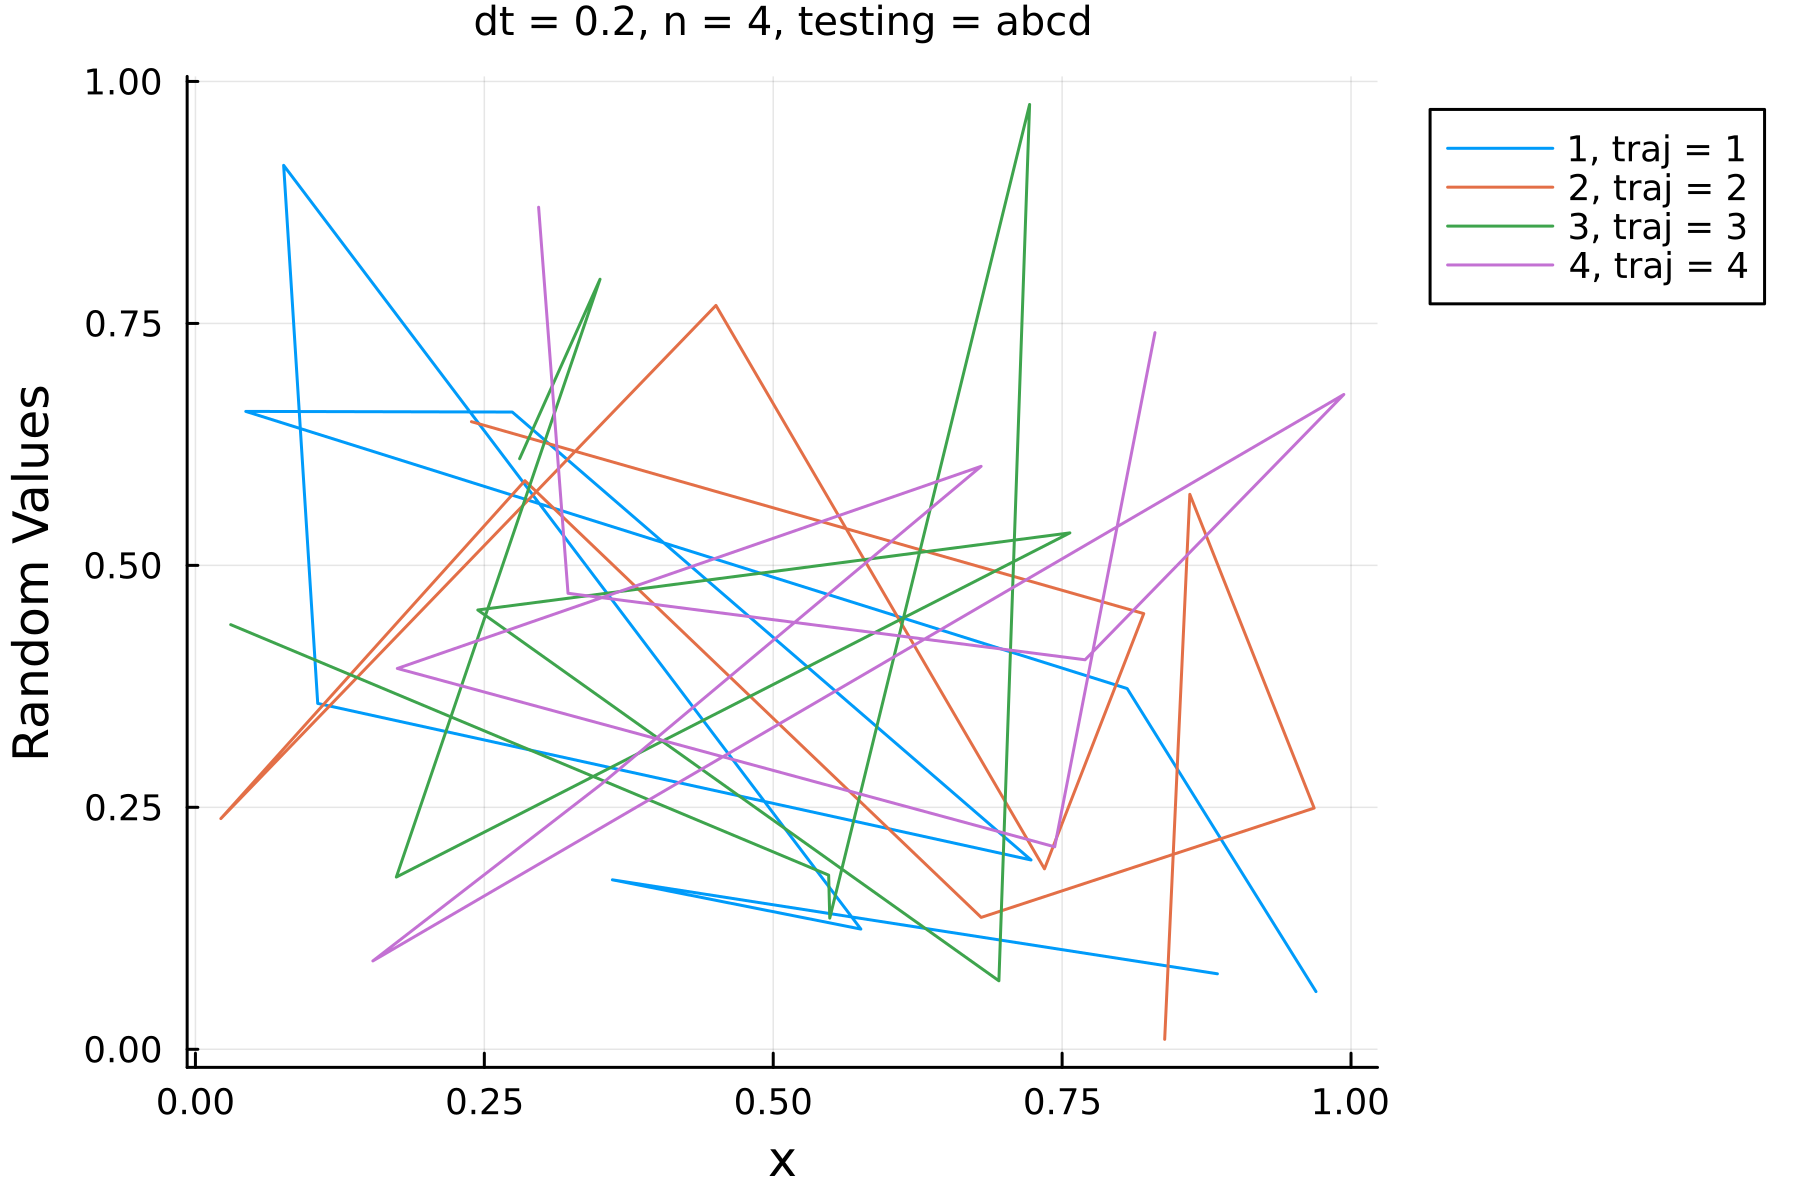 dt = 0.2, n = 4, testing = abcd
1.00
0.75
0.50
0.25
0.00
Random Values
0.00 0.25 0.50 0.75 1.00
x
1, traj = 1
2, traj = 2
3, traj = 3
4, traj = 4